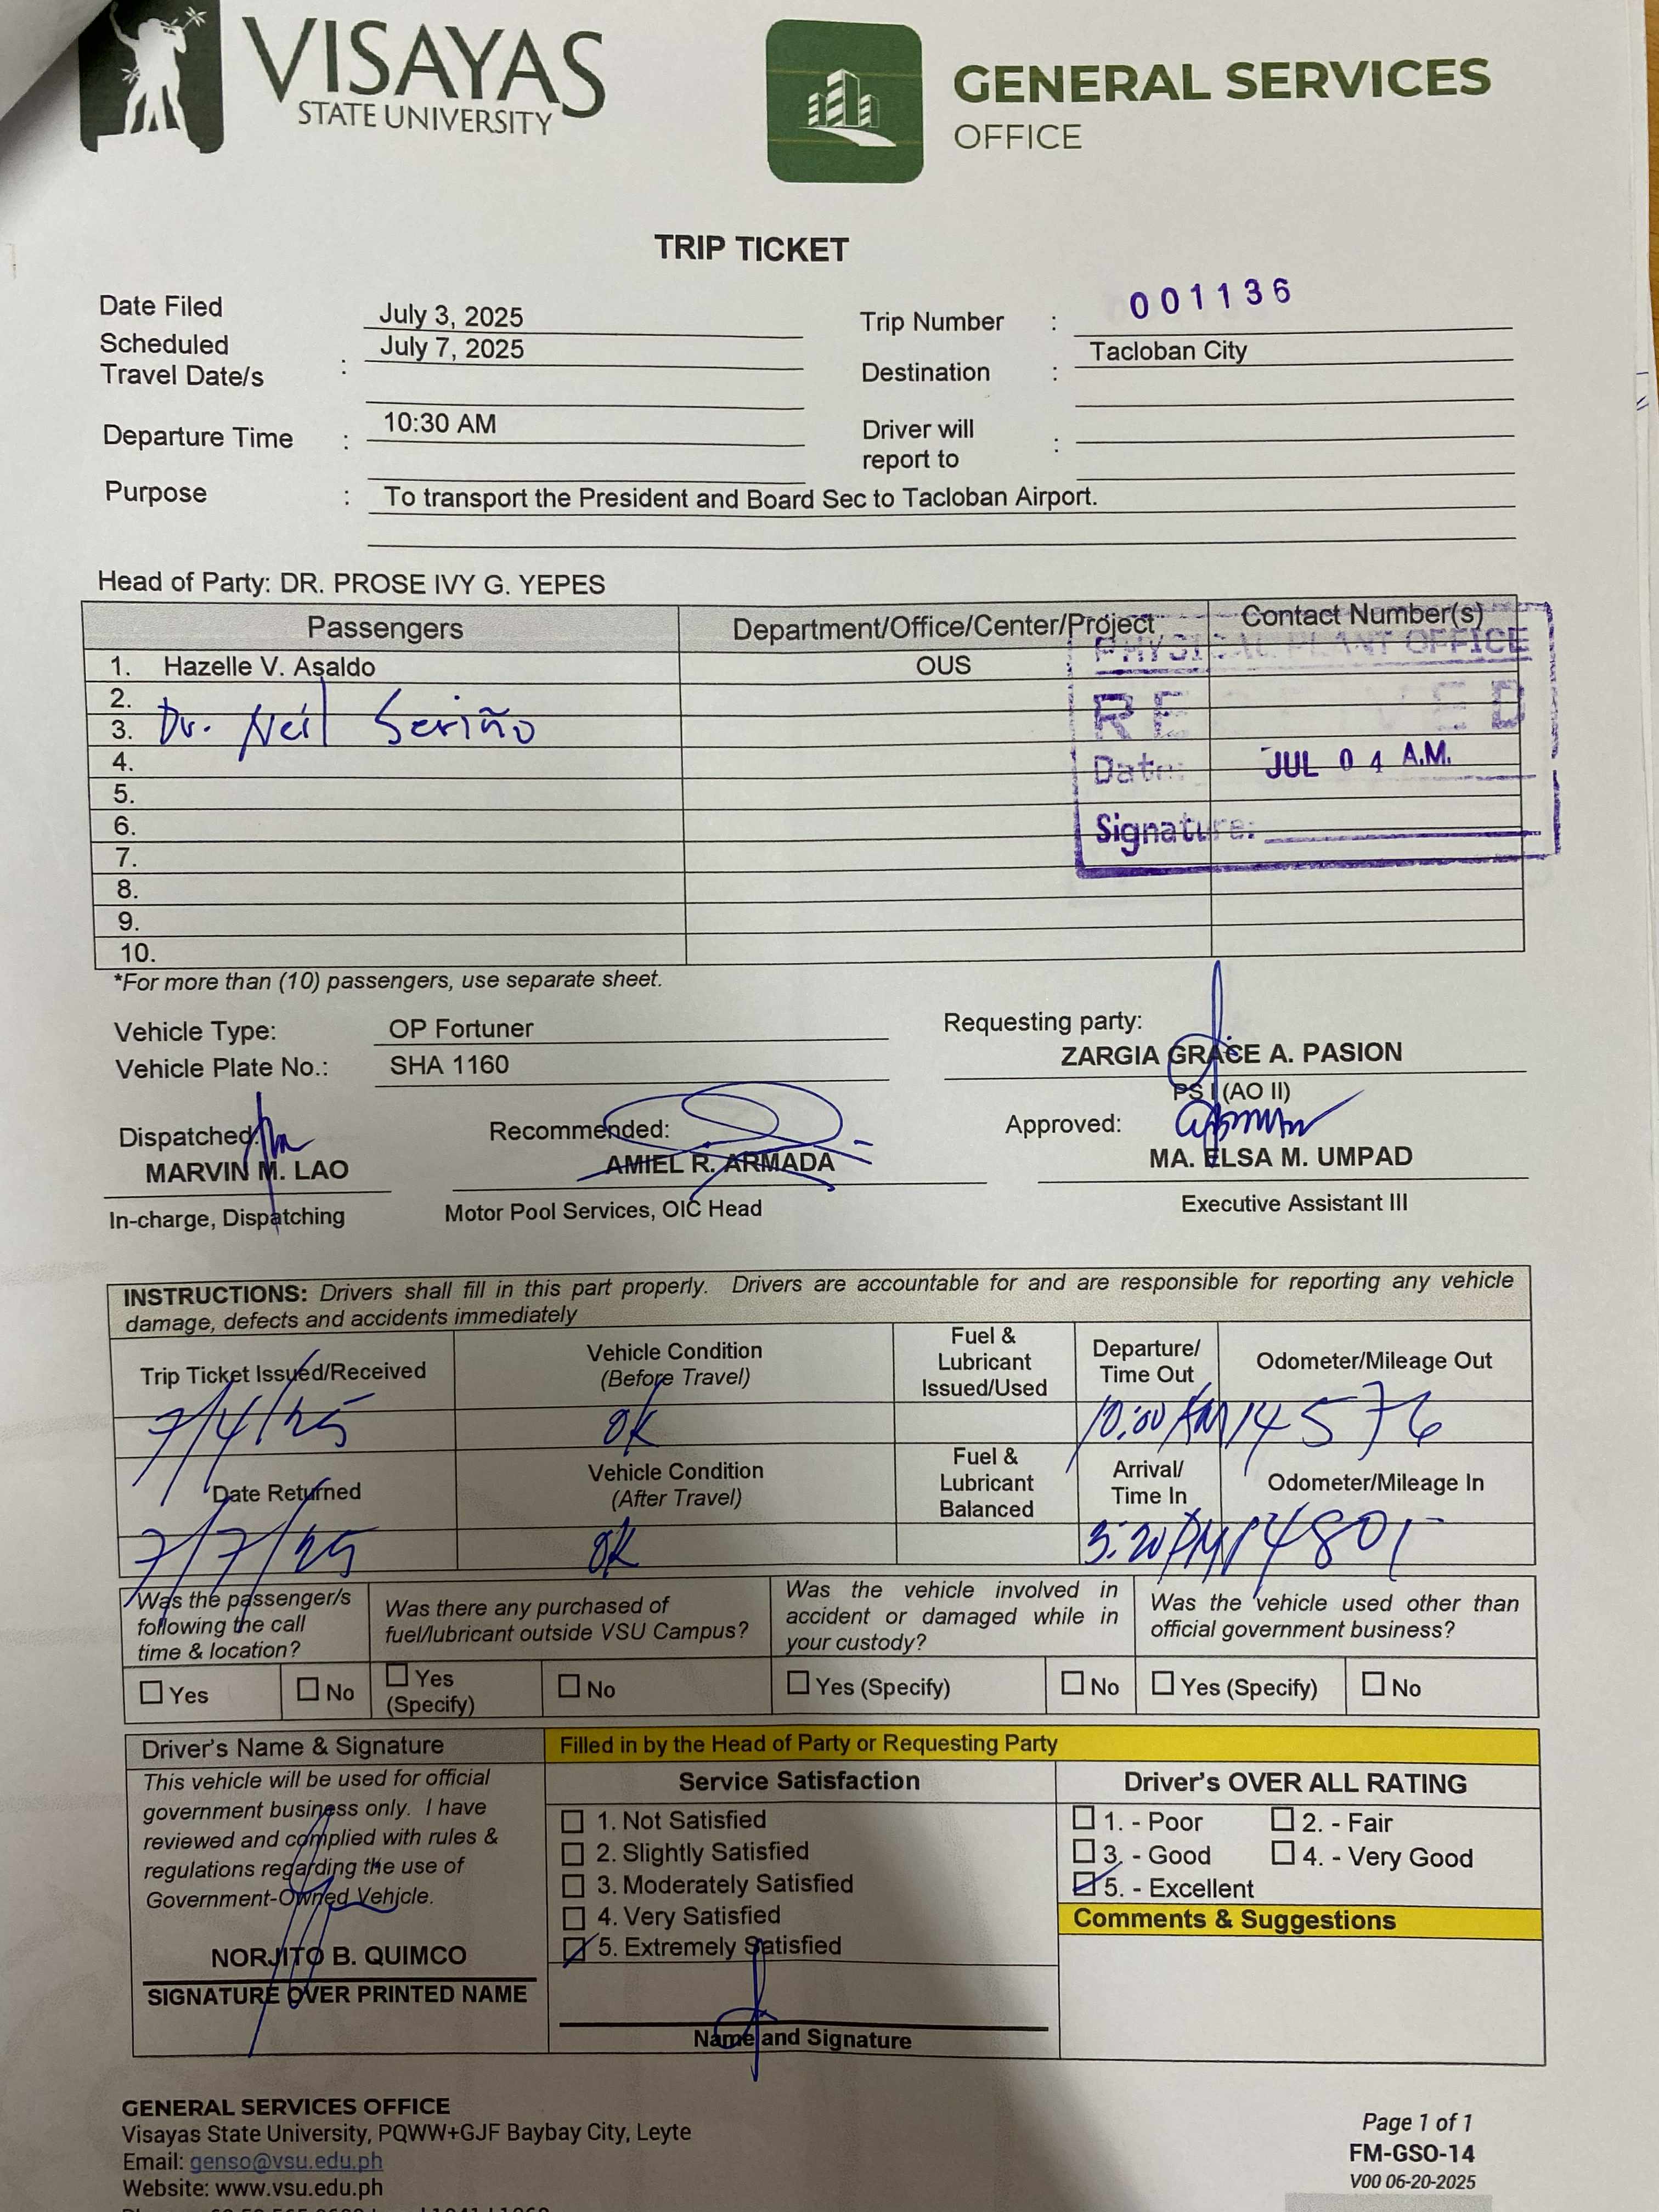 VISAYAS
STATE UNIVERSITY
GENERAL SERVICES
OFFICE
TRIP TICKET
Date Filed July 3, 2025
Trip Number : 001136
Scheduled Travel Date/s : July 7, 2025
Destination : Tacloban City
Departure Time : 10:30 AM
Driver will report to :
Purpose : To transport the President and Board Sec to Tacloban Airport.
Head of Party: DR. PROSE IVY G. YEPES
Passengers Department/Office/Center/Project Contact Number(s)
1. Hazelle V. Asaldo OUS
2.
3. Dr. Neil Seriño
4.
5.
6.
7.
8.
9.
10.
PHYSICAL PLANT OFFICE
RECEIVED
Date: JUL 04 A.M.
Signature:
*For more than (10) passengers, use separate sheet.
Vehicle Type: OP Fortuner
Vehicle Plate No.: SHA 1160
Requesting party:
ZARGIA GRACE A. PASION
PS I (AO II)
Dispatched:
MARVIN M. LAO
In-charge, Dispatching
Recommended:
AMIEL R. ARMADA
Motor Pool Services, OIC Head
Approved:
MA. ELSA M. UMPAD
Executive Assistant III
INSTRUCTIONS: Drivers shall fill in this part properly. Drivers are accountable for and are responsible for reporting any vehicle
damage, defects and accidents immediately
Trip Ticket Issued/Received Vehicle Condition (Before Travel) Fuel & Lubricant Issued/Used Departure/ Time Out Odometer/Mileage Out
7/4/25 OK 10:00 AM 14576
Date Returned Vehicle Condition (After Travel) Fuel & Lubricant Balanced Arrival/ Time In Odometer/Mileage In
7/7/25 OK 3:20 PM 14801
Was the passenger/s following the call time & location?
Was there any purchased of fuel/lubricant outside VSU Campus?
Was the vehicle involved in accident or damaged while in your custody?
Was the vehicle used other than official government business?
Yes No Yes (Specify) No Yes (Specify) No Yes (Specify) No
Driver's Name & Signature
This vehicle will be used for official
government business only. I have
reviewed and complied with rules &
regulations regarding the use of
Government-Owned Vehicle.
NORJITO B. QUIMCO
SIGNATURE OVER PRINTED NAME
Filled in by the Head of Party or Requesting Party
Service Satisfaction
1. Not Satisfied
2. Slightly Satisfied
3. Moderately Satisfied
4. Very Satisfied
5. Extremely Satisfied
Name and Signature
Driver's OVER ALL RATING
1. - Poor 2. - Fair
3. - Good 4. - Very Good
5. - Excellent
Comments & Suggestions
GENERAL SERVICES OFFICE
Visayas State University, PQWW+GJF Baybay City, Leyte
Email: genso@vsu.edu.ph
Website: www.vsu.edu.ph
Page 1 of 1
FM-GSO-14
V00 06-20-2025